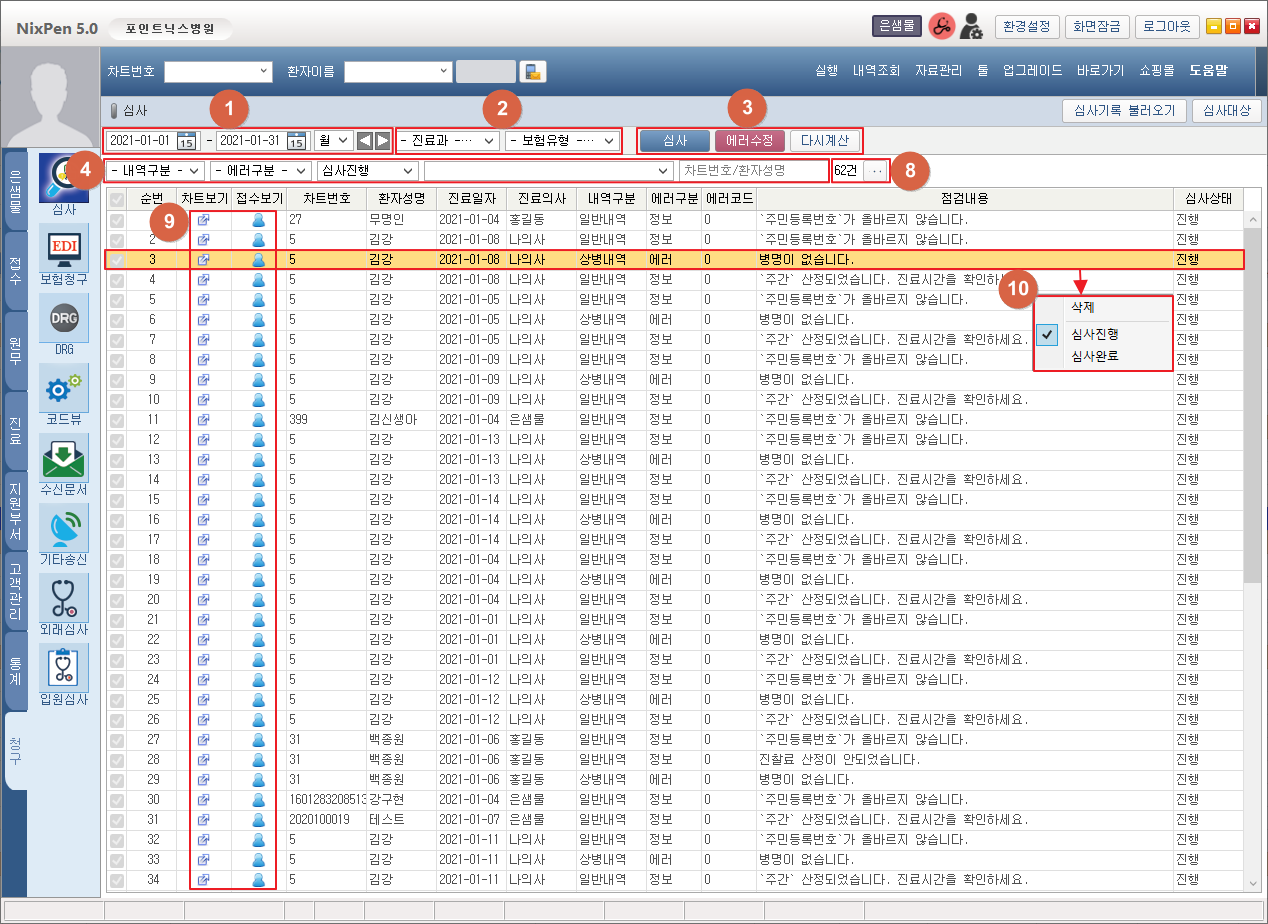 NixPen 5.0 포인트닉스병원 은샘물 환경설정 화면잠금 로그아웃
차트번호 환자이름 실행 내역조회 자료관리 툴 업그레이드 바로가기 쇼핑몰 도움말
심사 심사기록 불러오기 심사대상
1 2 3
2021-01-01 15 - 2021-01-31 15 월 - 진료과 -··· - 보험유형 -··· 심사 에러수정 다시계산
4 - 내역구분 - - 에러구분 - 심사진행 차트번호/환자성명 62건 ·· 8
은샘물
접수
원무
진료
지원부서
고객관리
통계
청구
심사
EDI
보험청구
DRG
DRG
코드뷰
수신문서
기타송신
외래심사
입원심사
순번 차트보기 접수보기 차트번호 환자성명 진료일자 진료의사 내역구분 에러구분 에러코드 점검내용 심사상태
9
27 무명인 2021-01-04 홍길동 일반내역 정보 0 `주민등록번호`가 올바르지 않습니다. 진행
2 5 김강 2021-01-08 나의사 일반내역 정보 0 `주민등록번호`가 올바르지 않습니다. 진행
3 5 김강 2021-01-08 나의사 상병내역 에러 0 병명이 없습니다. 진행
4 5 김강 2021-01-08 나의사 일반내역 정보 0 `주간` 산정되었습니다. 진료시간을 확인하세요. 진행
5 5 김강 2021-01-05 나의사 일반내역 정보 0 `주민등록번호`가 올바르지 않습니다. 진행
6 5 김강 2021-01-05 나의사 상병내역 에러 0 병명이 없습니다. 진행
7 5 김강 2021-01-05 나의사 일반내역 정보 0 `주간` 산정되었습니다. 진료시간을 확인하세요. 진행
8 5 김강 2021-01-09 나의사 일반내역 정보 0 `주민등록번호`가 올바르지 않습니다. 진행
9 5 김강 2021-01-09 나의사 상병내역 에러 0 병명이 없습니다. 진행
10 5 김강 2021-01-09 나의사 일반내역 정보 0 `주간` 산정되었습니다. 진료시간을 확인하세요. 진행
11 399 김신생아 2021-01-04 은샘물 일반내역 정보 0 `주민등록번호`가 올바르지 않습니다. 진행
12 5 김강 2021-01-13 나의사 일반내역 정보 0 `주민등록번호`가 올바르지 않습니다. 진행
13 5 김강 2021-01-13 나의사 상병내역 에러 0 병명이 없습니다. 진행
14 5 김강 2021-01-13 나의사 일반내역 정보 0 `주간` 산정되었습니다. 진료시간을 확인하세요. 진행
15 5 김강 2021-01-14 나의사 일반내역 정보 0 `주민등록번호`가 올바르지 않습니다. 진행
16 5 김강 2021-01-14 나의사 상병내역 에러 0 병명이 없습니다. 진행
17 5 김강 2021-01-14 나의사 일반내역 정보 0 `주간` 산정되었습니다. 진료시간을 확인하세요. 진행
18 5 김강 2021-01-04 나의사 일반내역 정보 0 `주민등록번호`가 올바르지 않습니다. 진행
19 5 김강 2021-01-04 나의사 상병내역 에러 0 병명이 없습니다. 진행
20 5 김강 2021-01-04 나의사 일반내역 정보 0 `주간` 산정되었습니다. 진료시간을 확인하세요. 진행
21 5 김강 2021-01-01 나의사 일반내역 정보 0 `주민등록번호`가 올바르지 않습니다. 진행
22 5 김강 2021-01-01 나의사 상병내역 에러 0 병명이 없습니다. 진행
23 5 김강 2021-01-01 나의사 일반내역 정보 0 `주간` 산정되었습니다. 진료시간을 확인하세요. 진행
24 5 김강 2021-01-12 나의사 일반내역 정보 0 `주민등록번호`가 올바르지 않습니다. 진행
25 5 김강 2021-01-12 나의사 상병내역 에러 0 병명이 없습니다. 진행
26 5 김강 2021-01-12 나의사 일반내역 정보 0 `주간` 산정되었습니다. 진료시간을 확인하세요. 진행
27 31 백종원 2021-01-06 홍길동 일반내역 정보 0 `주민등록번호`가 올바르지 않습니다. 진행
28 31 백종원 2021-01-06 홍길동 일반내역 정보 0 진찰료 산정이 안되었습니다. 진행
29 31 백종원 2021-01-06 홍길동 상병내역 에러 0 병명이 없습니다. 진행
30 1601283208513 강구현 2021-01-04 은샘물 일반내역 정보 0 `주민등록번호`가 올바르지 않습니다. 진행
31 2020100019 테스트 2021-01-07 은샘물 일반내역 정보 0 `주간` 산정되었습니다. 진료시간을 확인하세요. 진행
32 5 김강 2021-01-11 나의사 일반내역 정보 0 `주민등록번호`가 올바르지 않습니다. 진행
33 5 김강 2021-01-11 나의사 상병내역 에러 0 병명이 없습니다. 진행
34 5 김강 2021-01-11 나의사 일반내역 정보 0 `주간` 산정되었습니다. 진료시간을 확인하세요. 진행
10
삭제
심사진행
심사완료